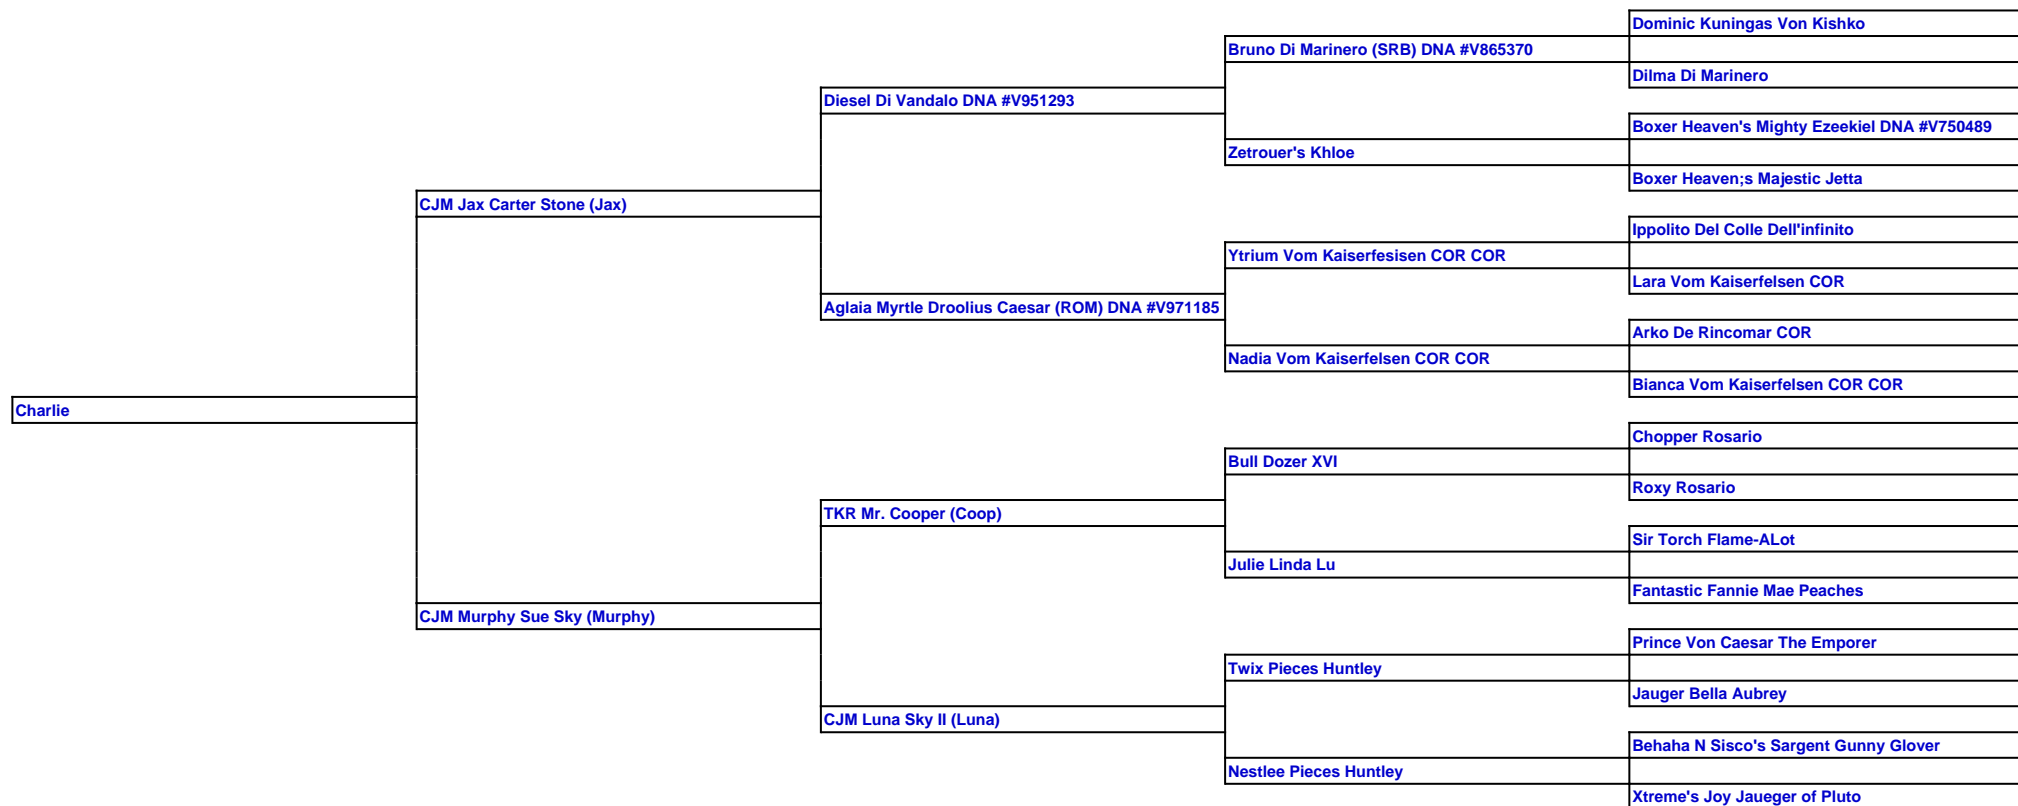 Dominic Kuningas Von Kishko
Bruno Di Marinero (SRB) DNA #V865370
Dilma Di Marinero
Diesel Di Vandalo DNA #V951293
Boxer Heaven's Mighty Ezeekiel DNA #V750489
Zetrouer's Khloe
Boxer Heaven;s Majestic Jetta
CJM Jax Carter Stone (Jax)
Ippolito Del Colle Dell'infinito
Ytrium Vom Kaiserfesisen COR COR
Lara Vom Kaiserfelsen COR
Aglaia Myrtle Droolius Caesar (ROM) DNA #V971185
Arko De Rincomar COR
Nadia Vom Kaiserfelsen COR COR
Bianca Vom Kaiserfelsen COR COR
Charlie
Chopper Rosario
Bull Dozer XVI
Roxy Rosario
TKR Mr. Cooper (Coop)
Sir Torch Flame-ALot
Julie Linda Lu
Fantastic Fannie Mae Peaches
CJM Murphy Sue Sky (Murphy)
Prince Von Caesar The Emporer
Twix Pieces Huntley
Jauger Bella Aubrey
CJM Luna Sky II (Luna)
Behaha N Sisco's Sargent Gunny Glover
Nestlee Pieces Huntley
Xtreme's Joy Jaueger of Pluto